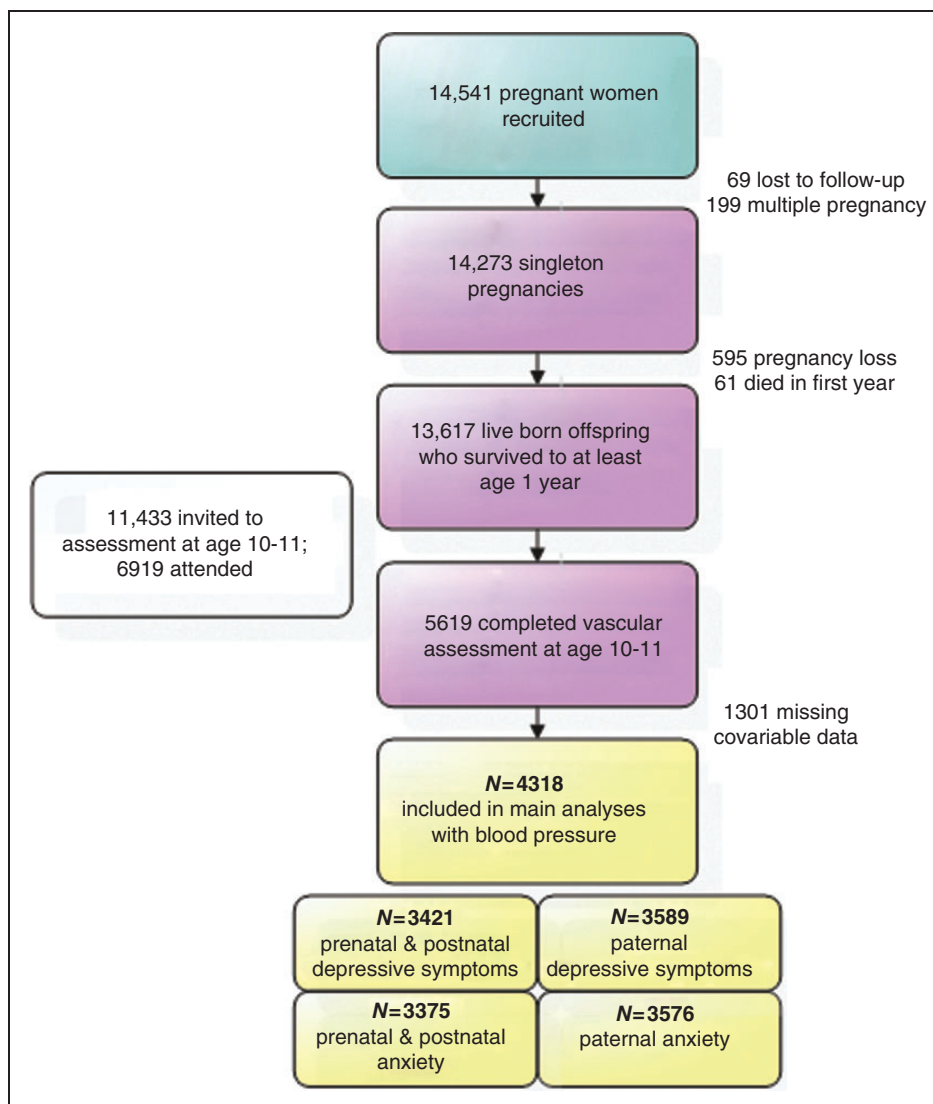 14,541 pregnant women
recruited
69 lost to follow-up
199 multiple pregnancy
14,273 singleton
pregnancies
595 pregnancy loss
61 died in first year
13,617 live born offspring
who survived to at least
age 1 year
11,433 invited to
assessment at age 10-11;
6919 attended
5619 completed vascular
assessment at age 10-11
1301 missing
covariable data
N=4318
included in main analyses
with blood pressure
N=3421
prenatal & postnatal
depressive symptoms
N=3589
paternal
depressive symptoms
N=3375
prenatal & postnatal
anxiety
N=3576
paternal anxiety